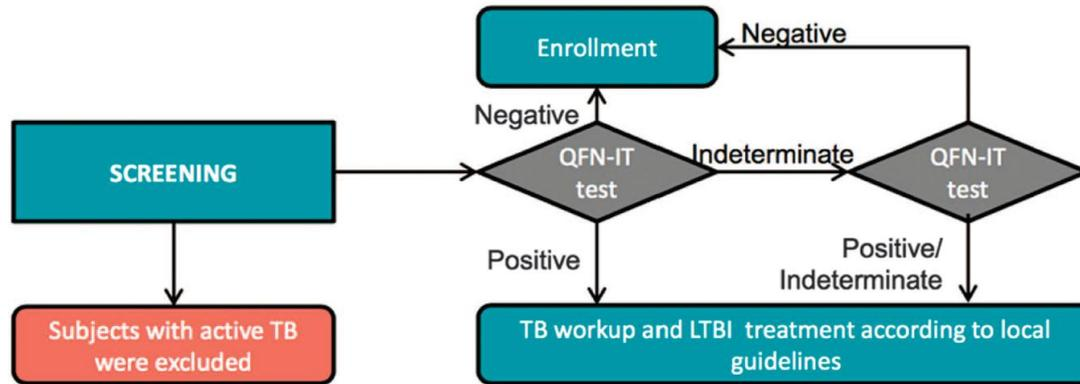 Enrollment
Negative
Negative
SCREENING
QFN-IT
test
Indeterminate
QFN-IT
test
Positive
Positive/
Indeterminate
Subjects with active TB
were excluded
TB workup and LTBI treatment according to local
guidelines